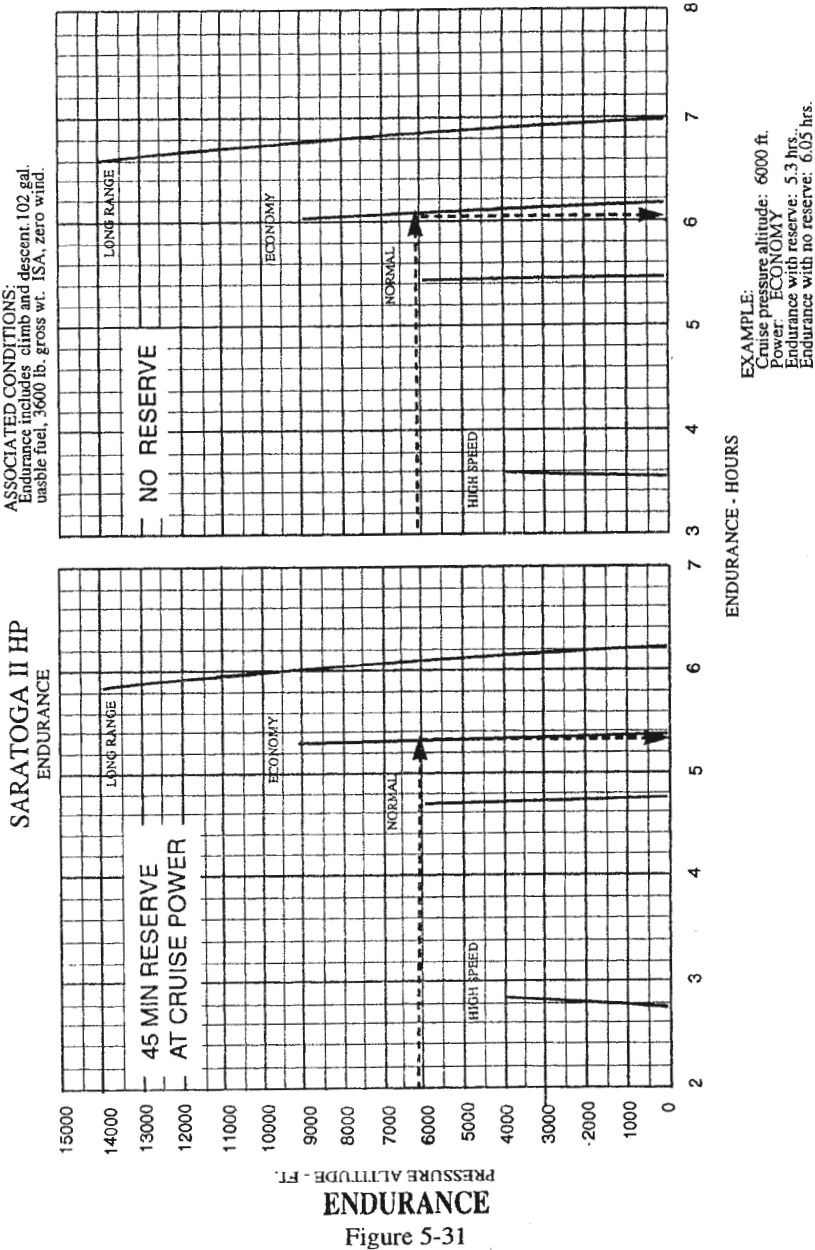 SARATOGA II HP
ENDURANCE
ASSOCIATED CONDITIONS:
Endurance includes climb and descent. 102 gal.
uasble fuel, 3600 lb. gross wt. ISA, zero wind.
PRESSURE ALTITUDE - FT.
15000
14000
13000
12000
11000
10000
9000
8000
7000
6000
5000
4000
3000
2000
1000
0
45 MIN RESERVE
AT CRUISE POWER
LONG RANGE
ECONOMY
NORMAL
HIGH SPEED
2
3
4
5
6
7
NO RESERVE
LONG RANGE
ECONOMY
NORMAL
HIGH SPEED
3
4
5
6
7
8
ENDURANCE - HOURS
EXAMPLE:
Cruise pressure altitude: 6000 ft.
Power: ECONOMY
Endurance with reserve: 5.3 hrs..
Endurance with no reserve: 6.05 hrs.
ENDURANCE
Figure 5-31